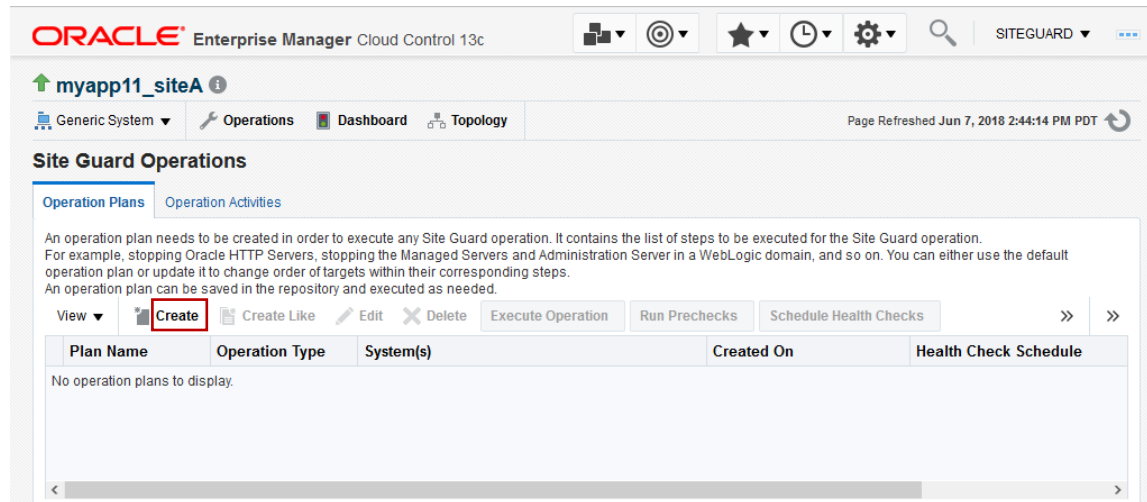 ORACLE Enterprise Manager Cloud Control 13c SITEGUARD
myapp11_siteA
Generic System Operations Dashboard Topology Page Refreshed Jun 7, 2018 2:44:14 PM PDT
Site Guard Operations
Operation Plans Operation Activities
An operation plan needs to be created in order to execute any Site Guard operation. It contains the list of steps to be executed for the Site Guard operation.
For example, stopping Oracle HTTP Servers, stopping the Managed Servers and Administration Server in a WebLogic domain, and so on. You can either use the default
operation plan or update it to change order of targets within their corresponding steps.
An operation plan can be saved in the repository and executed as needed.
View Create Create Like Edit Delete Execute Operation Run Prechecks Schedule Health Checks
Plan Name Operation Type System(s) Created On Health Check Schedule
No operation plans to display.